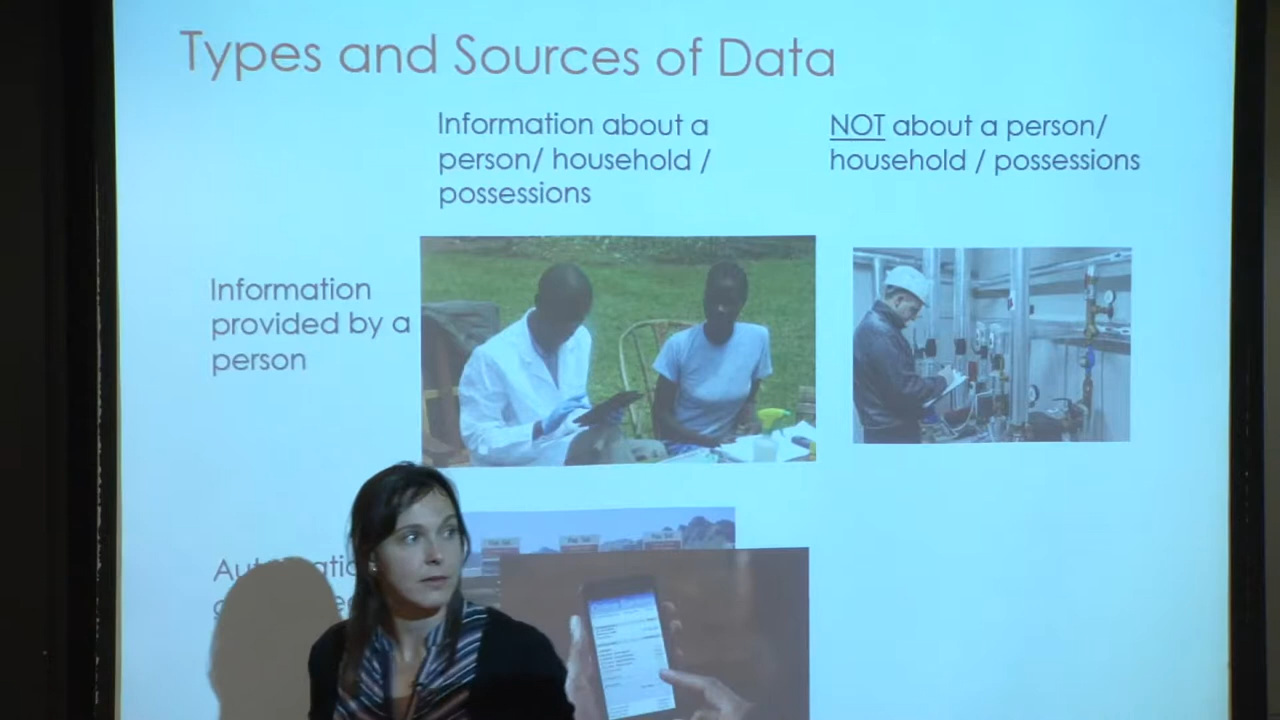 Types and Sources of Data
Information about a
person/ household /
possessions
NOT about a person/
household / possessions
Information
provided by a
person